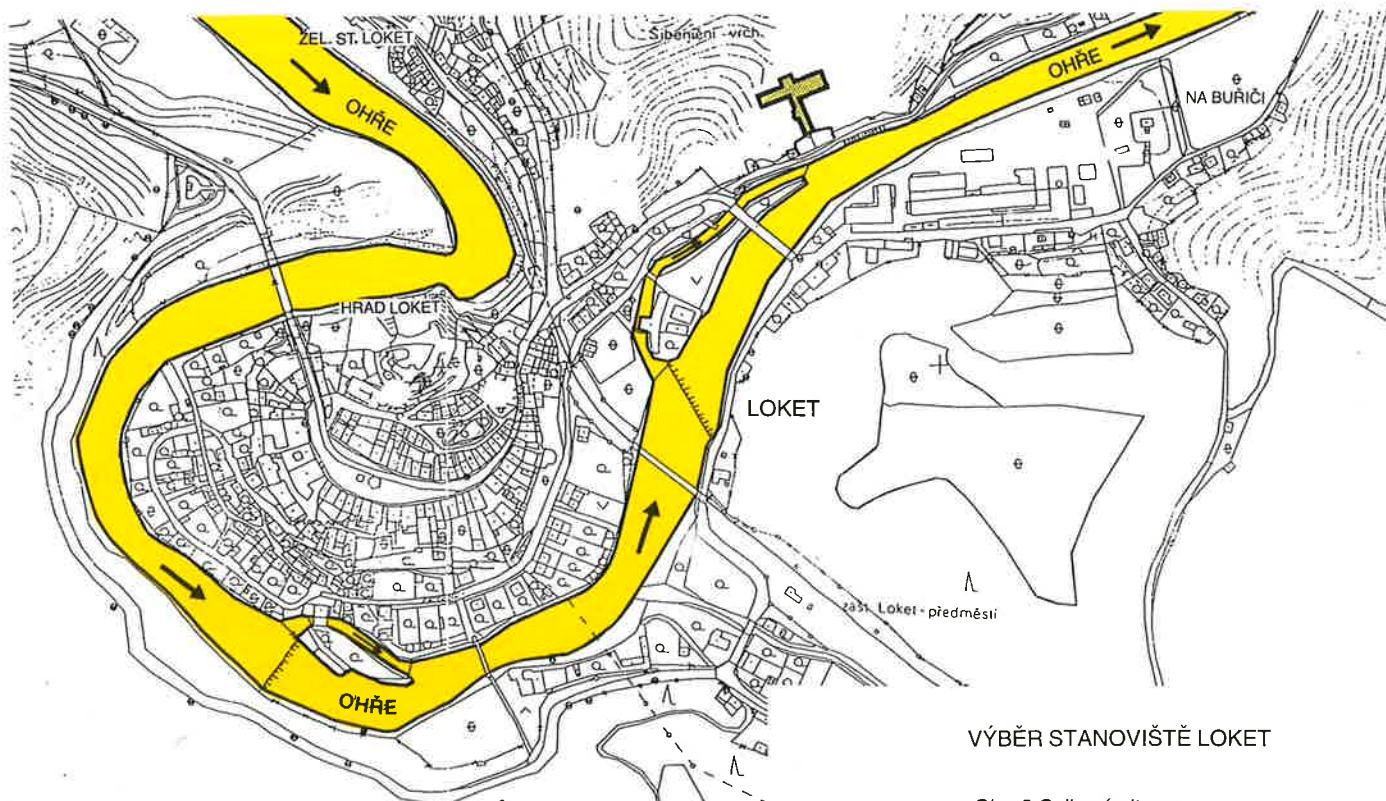 ŽEL. ST. LOKET
Šibeniční vrch
OHŘE
OHŘE
NA BUŘIČI
HRAD LOKET
LOKET
zast. Loket - předměstí
OHŘE
VÝBĚR STANOVIŠTĚ LOKET